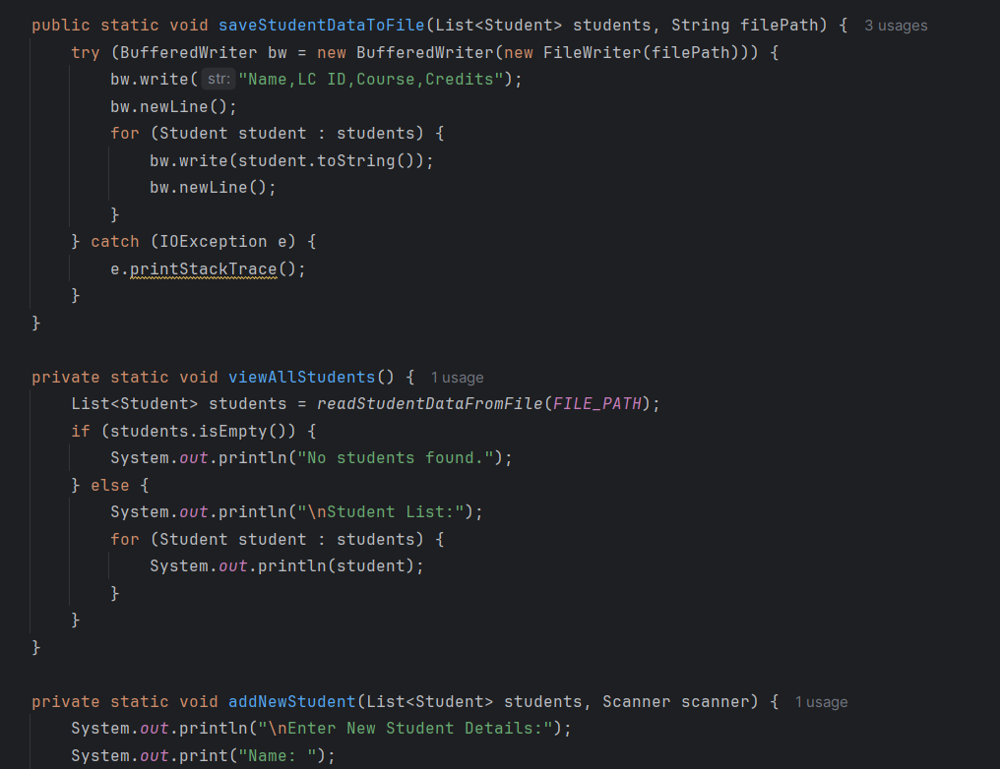 public static void saveStudentDataToFile(List<Student> students, String filePath) {  3 usages
    try (BufferedWriter bw = new BufferedWriter(new FileWriter(filePath))) {
        bw.write( str: "Name,LC ID,Course,Credits");
        bw.newLine();
        for (Student student : students) {
            bw.write(student.toString());
            bw.newLine();
        }
    } catch (IOException e) {
        e.printStackTrace();
    }
}

private static void viewAllStudents() {  1 usage
    List<Student> students = readStudentDataFromFile(FILE_PATH);
    if (students.isEmpty()) {
        System.out.println("No students found.");
    } else {
        System.out.println("\nStudent List:");
        for (Student student : students) {
            System.out.println(student);
        }
    }
}

private static void addNewStudent(List<Student> students, Scanner scanner) {  1 usage
    System.out.println("\nEnter New Student Details:");
    System.out.print("Name: ");